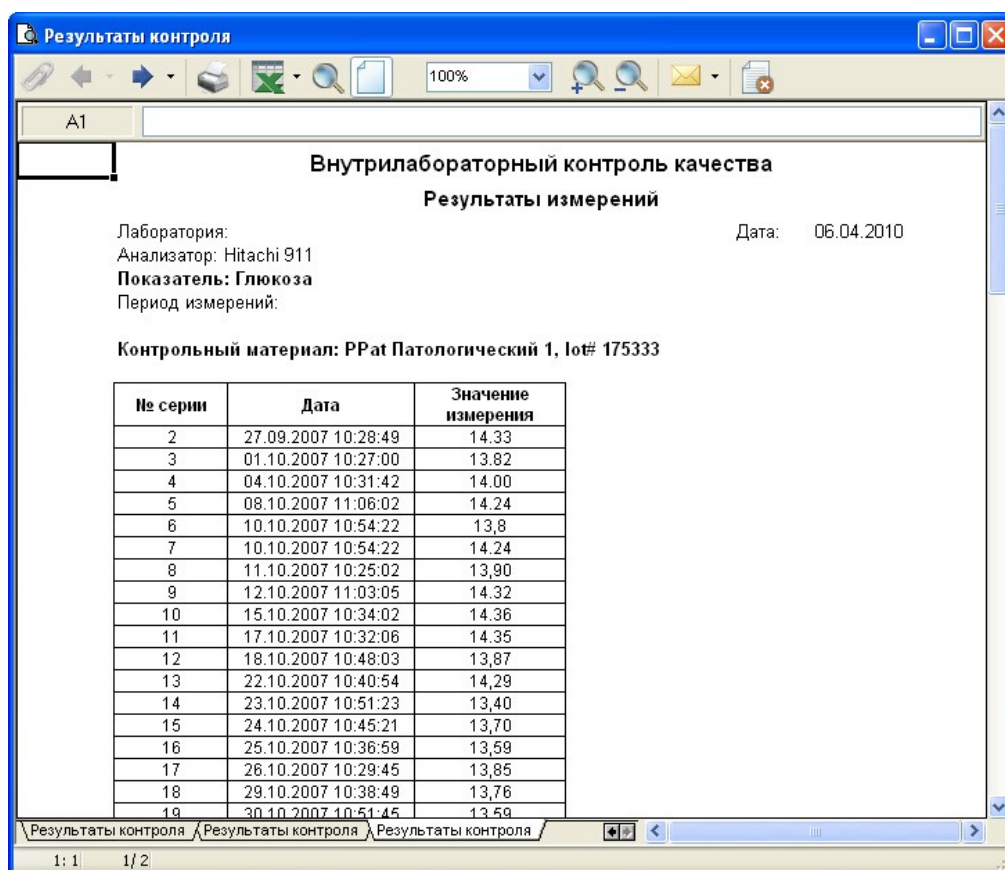 Результаты контроля
100%
A1
Внутрилабораторный контроль качества
Результаты измерений
Лаборатория: Дата: 06.04.2010
Анализатор: Hitachi 911
Показатель: Глюкоза
Период измерений:
Контрольный материал: PPat Патологический 1, lot# 175333
№ серии Дата Значение измерения
2 27.09.2007 10:28:49 14.33
3 01.10.2007 10:27:00 13.82
4 04.10.2007 10:31:42 14.00
5 08.10.2007 11:06:02 14.24
6 10.10.2007 10:54:22 13,8
7 10.10.2007 10:54:22 14.24
8 11.10.2007 10:25:02 13,90
9 12.10.2007 11:03:05 14.32
10 15.10.2007 10:34:02 14.36
11 17.10.2007 10:32:06 14.35
12 18.10.2007 10:48:03 13,87
13 22.10.2007 10:40:54 14,29
14 23.10.2007 10:51:23 13,40
15 24.10.2007 10:45:21 13,70
16 25.10.2007 10:36:59 13,59
17 26.10.2007 10:29:45 13,85
18 29.10.2007 10:38:49 13,76
19 30.10.2007 10:51:45 13,59
Результаты контроля Результаты контроля Результаты контроля
1: 1 1/ 2